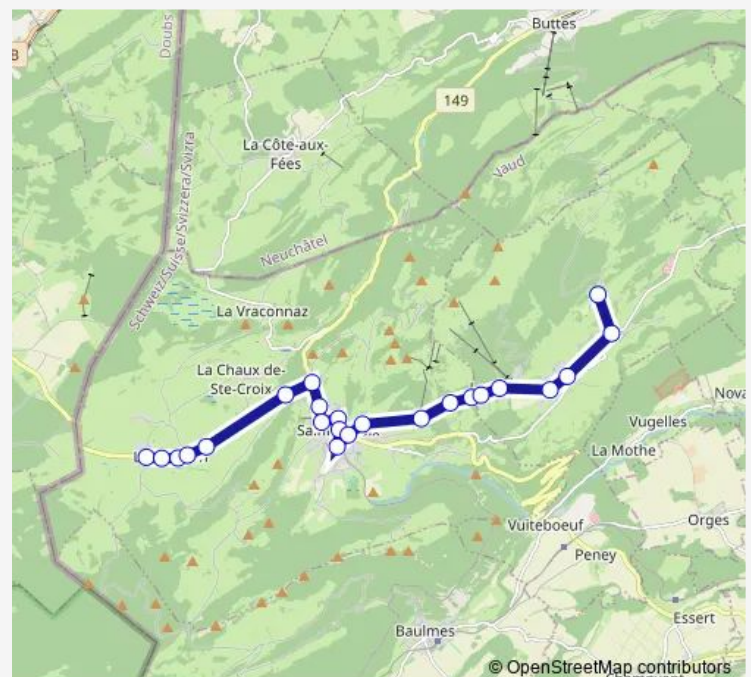 Doubs
Buttes
B
149
La Côte-aux-
Fées
Vaud
Neuchâtel
Schweiz/Suisse/Svizzera/Svizra
La Vraconnaz
La Chaux de-
Ste-Croix
Nova
Vugelles
La Mothe
Vuiteboeuf
Orges
Peney
Essert
Baulmes
© OpenStreetMap contributors